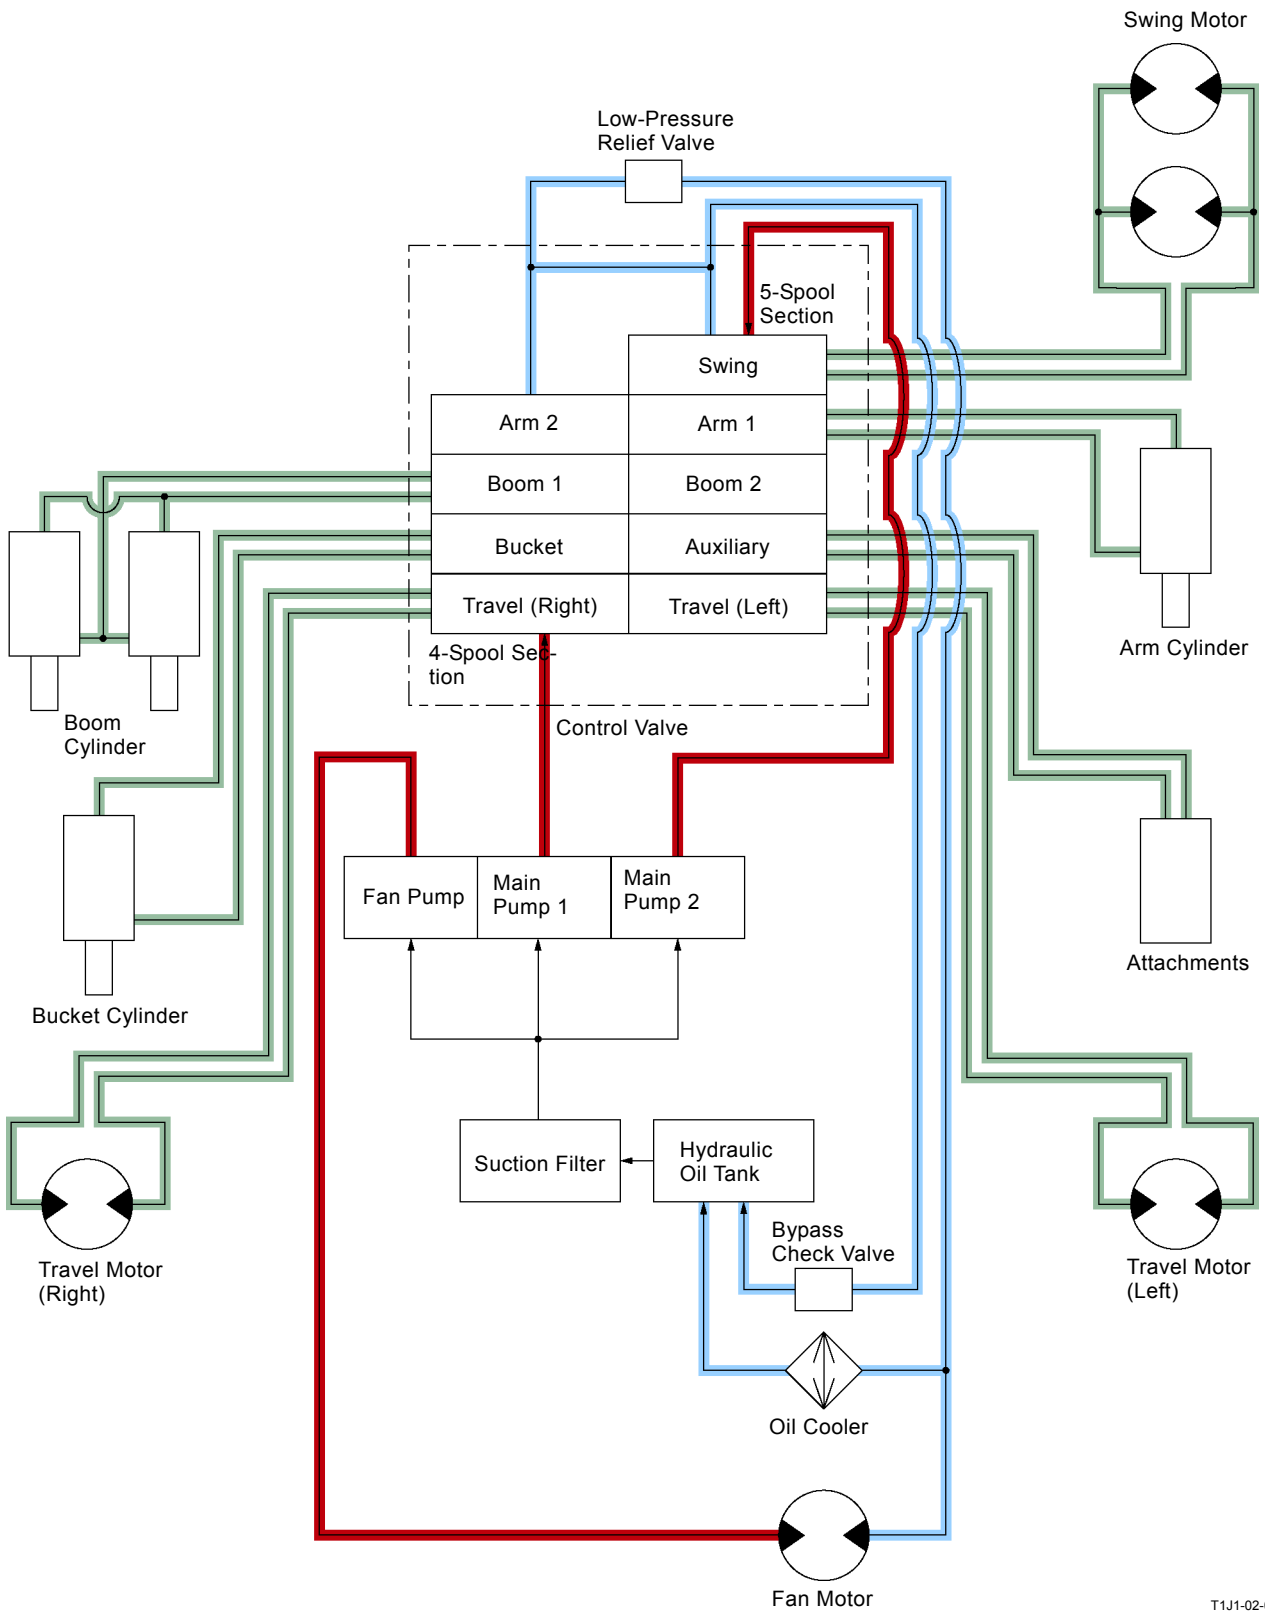 Swing Motor
Low-Pressure
Relief Valve
5-Spool
Section
Swing
Arm 2
Arm 1
Boom 1
Boom 2
Bucket
Auxiliary
Travel (Right)
Travel (Left)
4-Spool Sec-
tion
Arm Cylinder
Boom
Cylinder
Control Valve
Fan Pump
Main
Pump 1
Main
Pump 2
Attachments
Bucket Cylinder
Suction Filter
Hydraulic
Oil Tank
Bypass
Check Valve
Travel Motor
(Right)
Travel Motor
(Left)
Oil Cooler
Fan Motor